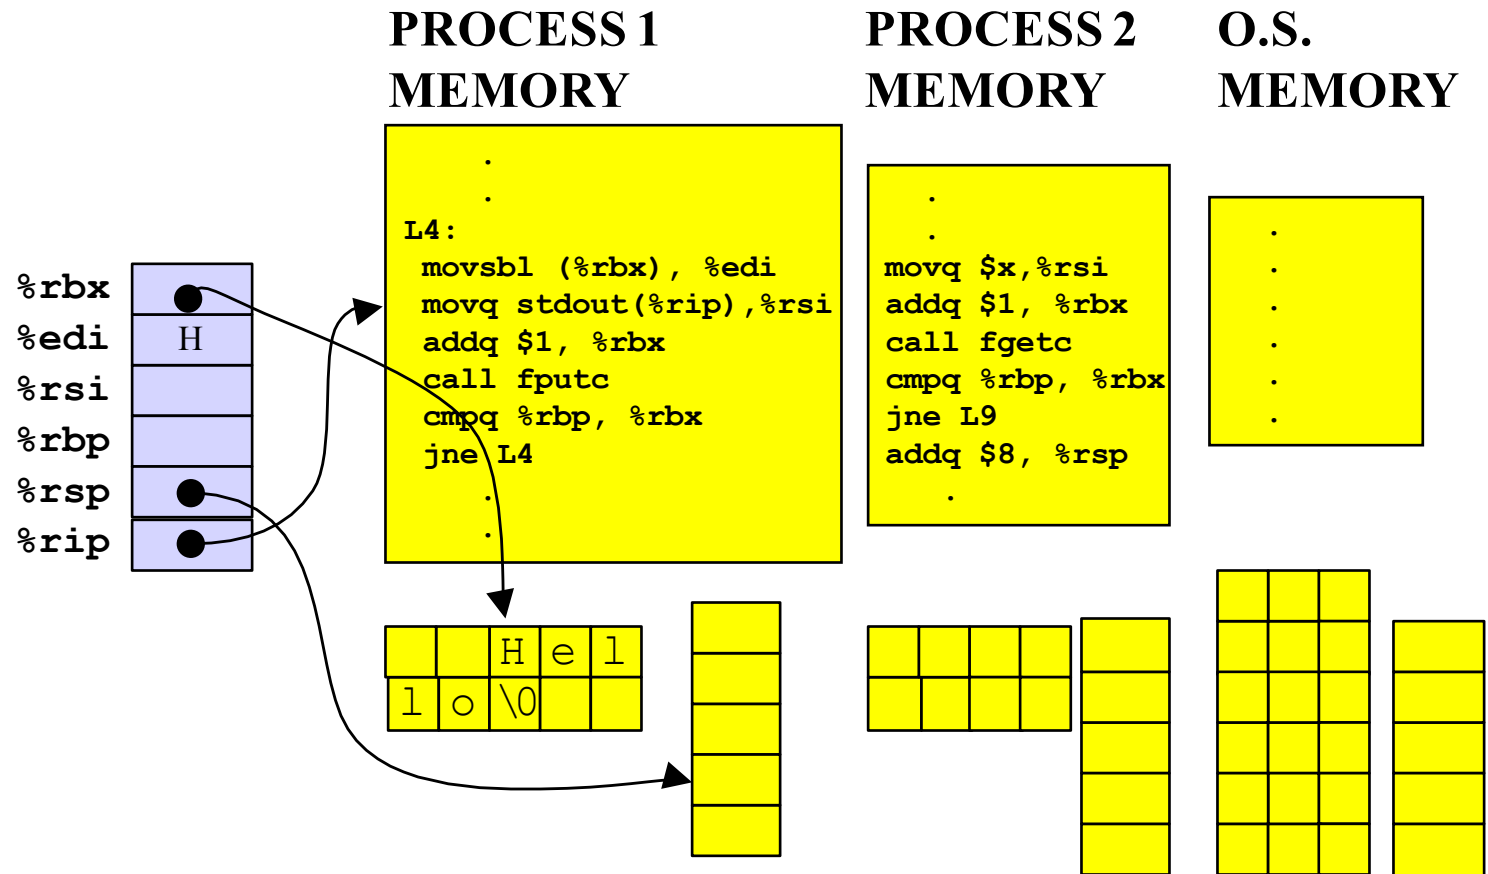 PROCESS 1
MEMORY
PROCESS 2
MEMORY
O.S.
MEMORY
%rbx
%edi
H
%rsi
%rbp
%rsp
%rip
.
.
L4:
movsbl (%rbx), %edi
movq stdout(%rip),%rsi
addq $1, %rbx
call fputc
cmpq %rbp, %rbx
jne L4
.
.
.
.
movq $x,%rsi
addq $1, %rbx
call fgetc
cmpq %rbp, %rbx
jne L9
addq $8, %rsp
.
.
.
.
.
.
.
H e l
l o \0